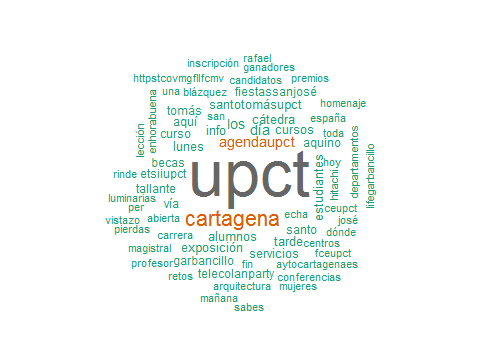 rafael
inscripción ganadores
httpstcovmgfllfcmv candidatos premios
una blázquez fiestassanjosé
santotomásupct homenaje
tomás san cátedra españa
enhorabuena
lección
aquí info los día cursos toda
curso agendaupct aquino
lunes
departamentos
lifegarbancillo
becas upct hoy
estudiantes
hitachi
rinde etsiiupct
tallante
luminarias vía ceupct
per cartagena echa
vistazo abierta santo josé
pierdas carrera alumnos dónde
tarde centros
magistral exposición servicios fceupct
profesor garbancillo fin aytocartagenaes
retos telecolanparty conferencias
arquitectura mujeres
mañana
sabes